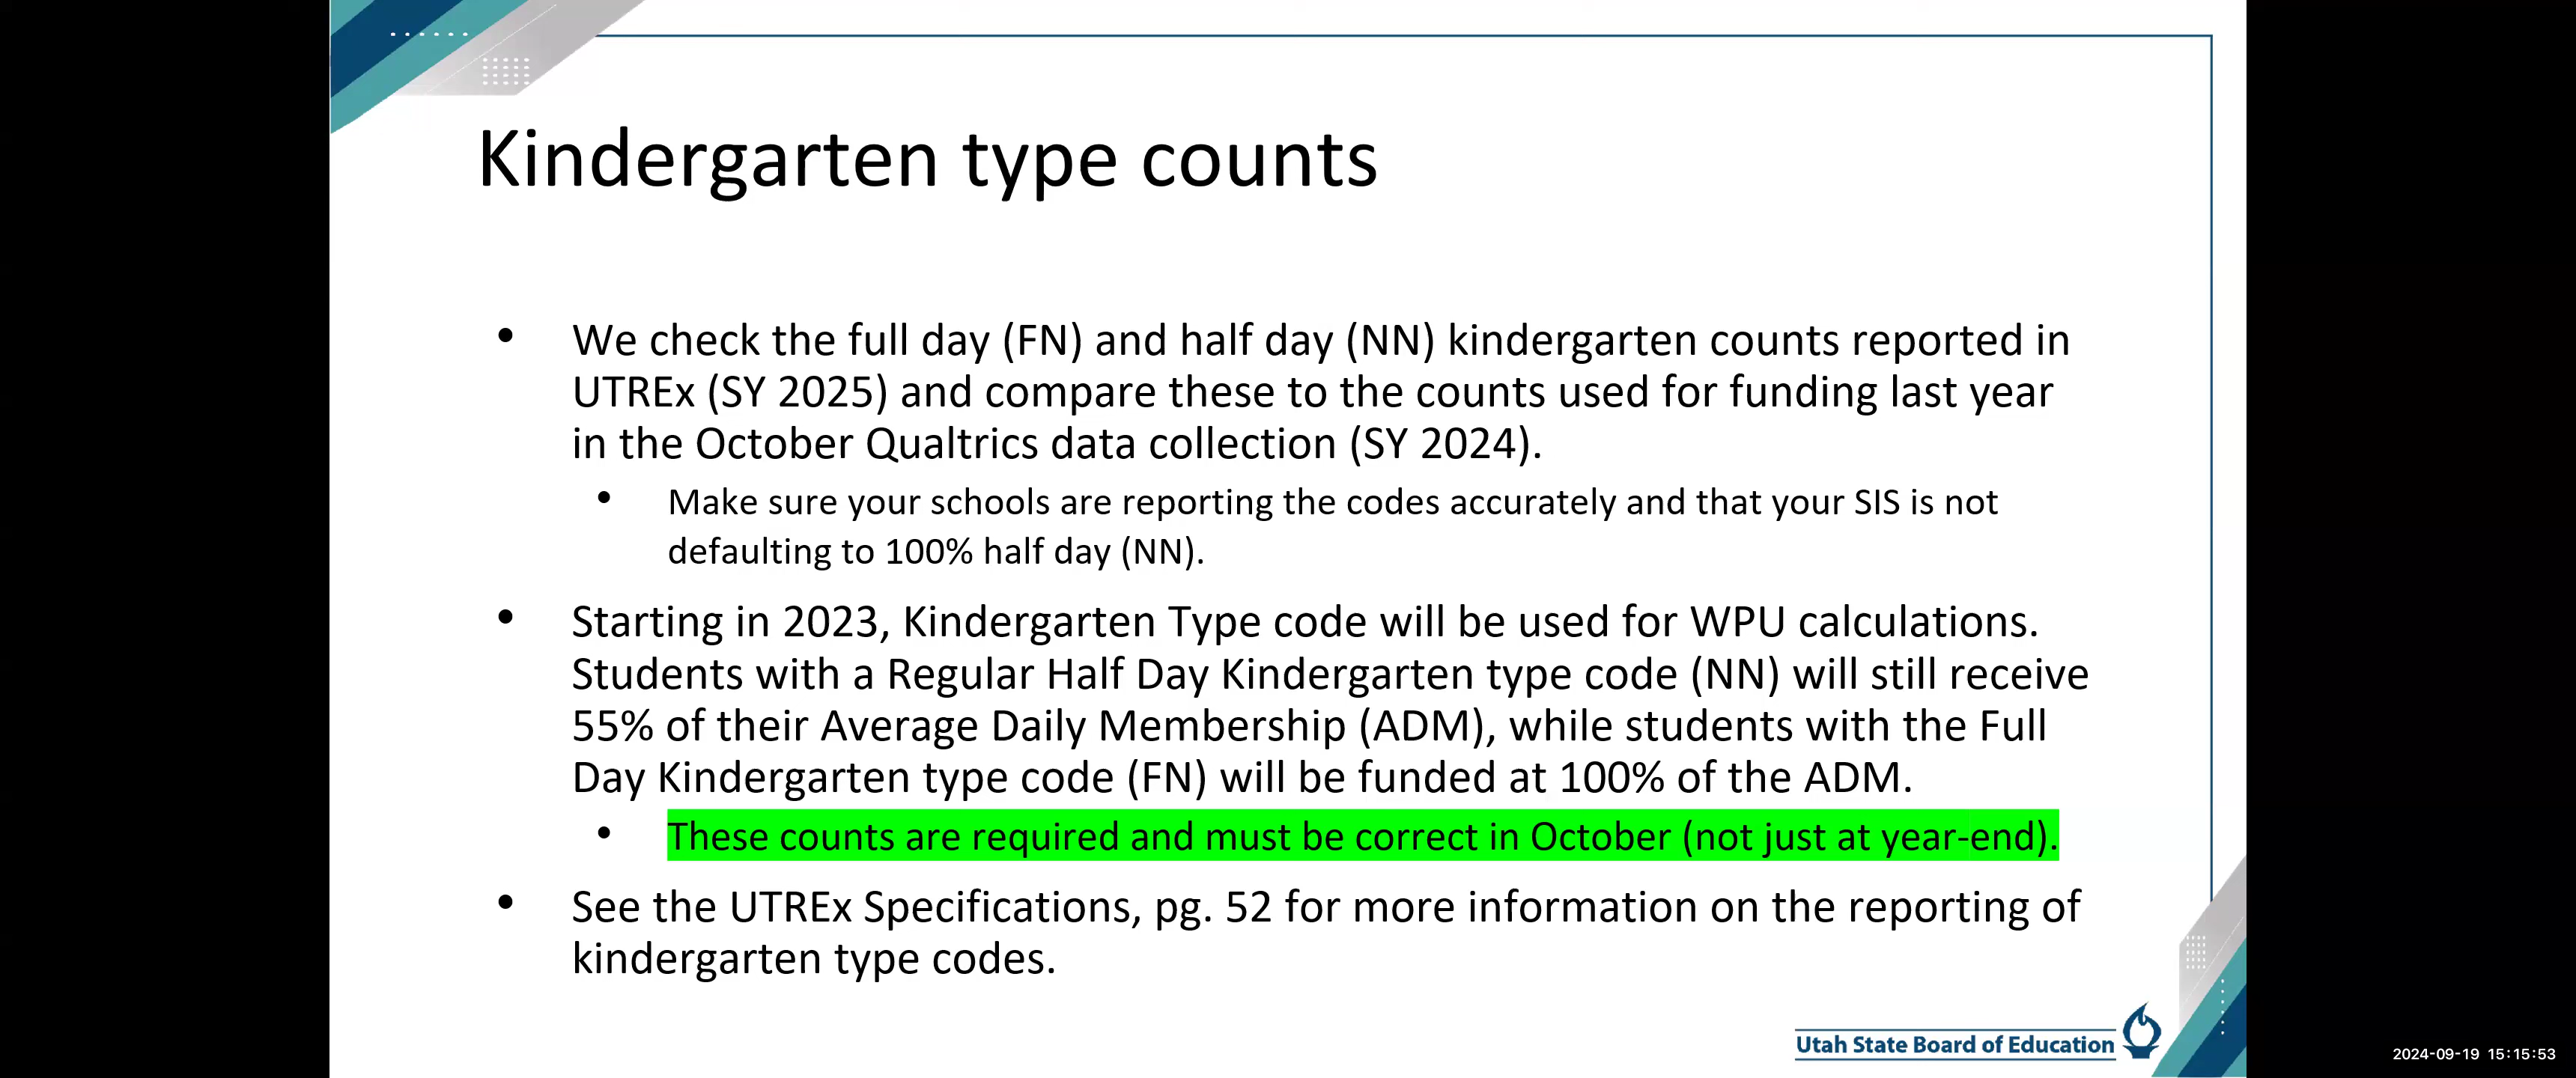 Kindergarten type counts
• We check the full day (FN) and half day (NN) kindergarten counts reported in
UTREx (SY 2025) and compare these to the counts used for funding last year
in the October Qualtrics data collection (SY 2024).
• Make sure your schools are reporting the codes accurately and that your SIS is not
defaulting to 100% half day (NN).
• Starting in 2023, Kindergarten Type code will be used for WPU calculations.
Students with a Regular Half Day Kindergarten type code (NN) will still receive
55% of their Average Daily Membership (ADM), while students with the Full
Day Kindergarten type code (FN) will be funded at 100% of the ADM.
• These counts are required and must be correct in October (not just at year-end).
• See the UTREx Specifications, pg. 52 for more information on the reporting of
kindergarten type codes.
Utah State Board of Education
2024-09-19 15:15:53